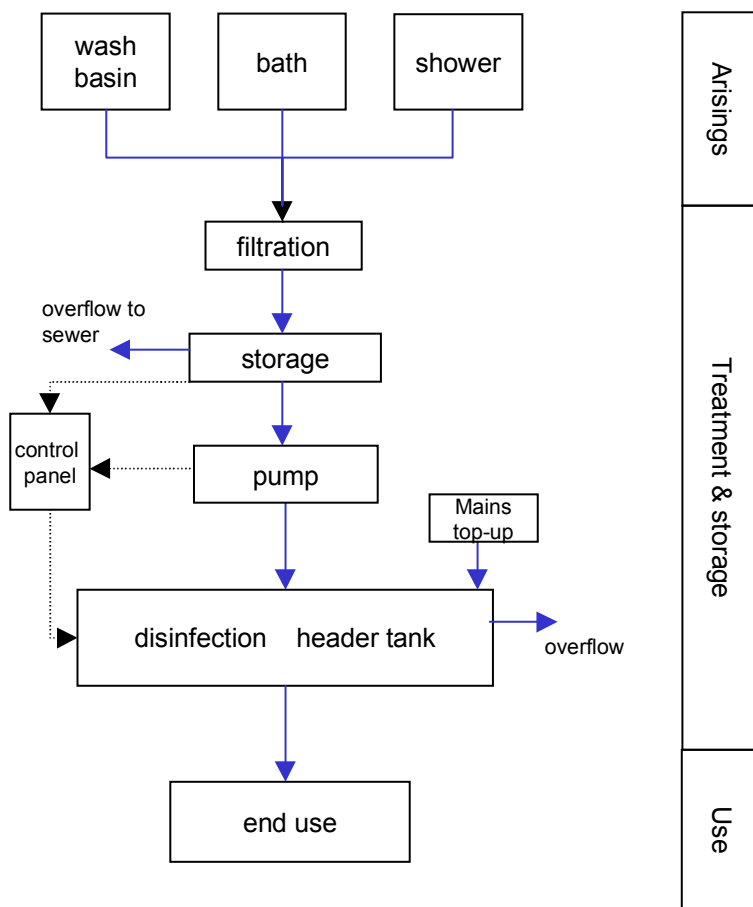 wash
basin
bath
shower
Arisings
filtration
overflow to
sewer
storage
Treatment & storage
control
panel
pump
Mains
top-up
disinfection header tank
overflow
end use
Use